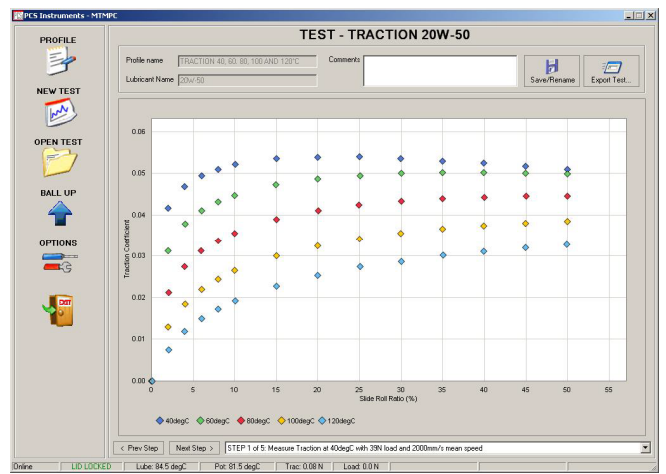 PCS Instruments - MTMPC
PROFILE
NEW TEST
OPEN TEST
BALL UP
OPTIONS
EXIT
TEST - TRACTION 20W-50
Profile name TRACTION 40, 60, 80, 100 AND 120°C
Lubricant Name 20W-50
Comments
Save/Rename
Export Test...
Traction Coefficient
0.06
0.05
0.04
0.03
0.02
0.01
0.00
0 5 10 15 20 25 30 35 40 45 50 55
Slide Roll Ratio (%)
40degC 60degC 80degC 100degC 120degC
< Prev Step Next Step > STEP 1 of 5: Measure Traction at 40degC with 39N load and 2000mm/s mean speed
Online LID LOCKED Lube: 84.5 degC Pot: 81.5 degC Trac: 0.08 N Load: 0.0 N